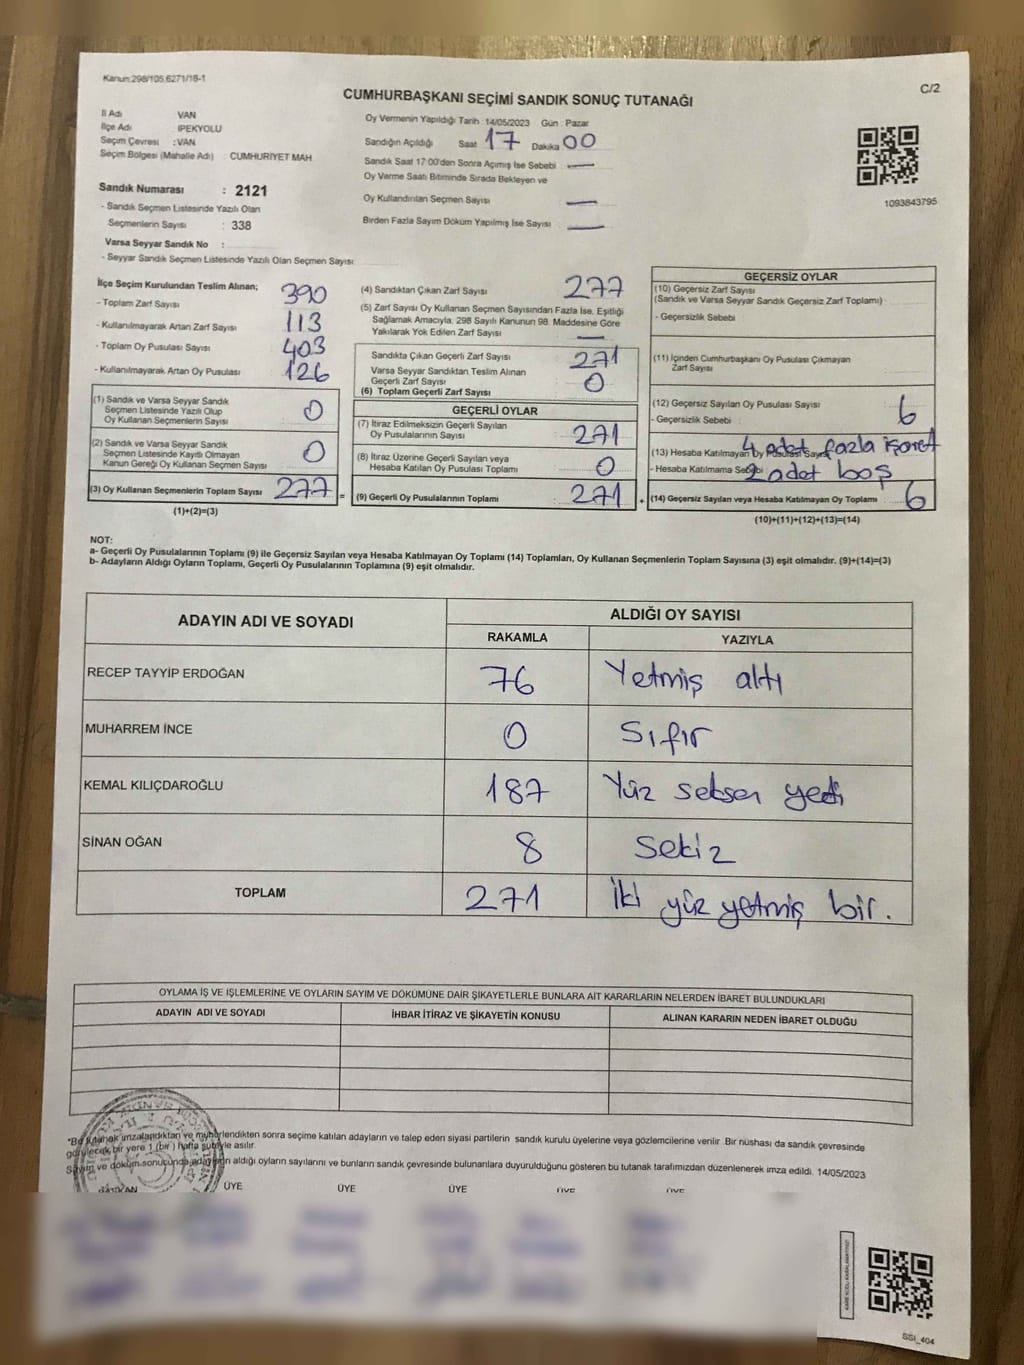 Kanun:298/105.6271/18-1
C/2
CUMHURBAŞKANI SEÇİMİ SANDIK SONUÇ TUTANAĞI
İl Adı VAN
İlçe Adı İPEKYOLU
Seçim Çevresi : VAN
Seçim Bölgesi (Mahalle Adı) : CUMHURİYET MAH
Sandık Numarası : 2121
- Sandık Seçmen Listesinde Yazılı Olan
Seçmenlerin Sayısı : 338
Varsa Seyyar Sandık No :
- Seyyar Sandık Seçmen Listesinde Yazılı Olan Seçmen Sayısı
Oy Vermenin Yapıldığı Tarih 14/05/2023 Gün : Pazar
Sandığın Açıldığı Saat 17 Dakika 00
Sandık Saat 17:00'den Sonra Açımış İse Sebebi —
Oy Verme Saati Bitiminde Sırada Bekleyen ve
Oy Kullandırılan Seçmen Sayısı —
Birden Fazla Sayım Döküm Yapılmış İse Sayısı —
1093843795
İlçe Seçim Kurulundan Teslim Alınan;
- Toplam Zarf Sayısı 390
- Kullanılmayarak Artan Zarf Sayısı 113
- Toplam Oy Pusulası Sayısı 403
- Kullanılmayarak Artan Oy Pusulası 126
(1) Sandık ve Varsa Seyyar Sandık
Seçmen Listesinde Yazılı Olup
Oy Kullanan Seçmenlerin Sayısı 0
(2) Sandık ve Varsa Seyyar Sandık
Seçmen Listesinde Kayıtlı Olmayan
Kanun Gereği Oy Kullanan Seçmen Sayısı 0
(3) Oy Kullanan Seçmenlerin Toplam Sayısı 277 =
(1)+(2)=(3)
(4) Sandıktan Çıkan Zarf Sayısı 277
(5) Zarf Sayısı Oy Kullanan Seçmen Sayısından Fazla İse, Eşitliği
Sağlamak Amacıyla, 298 Sayılı Kanunun 98. Maddesine Göre
Yakılarak Yok Edilen Zarf Sayısı —
Sandıkta Çıkan Geçerli Zarf Sayısı 271
Varsa Seyyar Sandıktan Teslim Alınan
Geçerli Zarf Sayısı 0
(6) Toplam Geçerli Zarf Sayısı
GEÇERLİ OYLAR
(7) İtiraz Edilmeksizin Geçerli Sayılan
Oy Pusulalarının Sayısı 271
(8) İtiraz Üzerine Geçerli Sayılan veya
Hesaba Katılan Oy Pusulası Toplamı 0
(9) Geçerli Oy Pusulalarının Toplamı 271 +
GEÇERSİZ OYLAR
(10) Geçersiz Zarf Sayısı
(Sandık ve Varsa Seyyar Sandık Geçersiz Zarf Toplamı)
- Geçersizlik Sebebi
(11) İçinden Cumhurbaşkanı Oy Pusulası Çıkmayan
Zarf Sayısı
(12) Geçersiz Sayılan Oy Pusulası Sayısı 6
- Geçersizlik Sebebi :
4 adet fazla işaret
(13) Hesaba Katılmayan Oy Pusulası Sayısı
- Hesaba Katılmama Sebebi 2 adet boş
(14) Geçersiz Sayılan veya Hesaba Katılmayan Oy Toplamı 6
(10)+(11)+(12)+(13)=(14)
NOT:
a- Geçerli Oy Pusulalarının Toplamı (9) ile Geçersiz Sayılan veya Hesaba Katılmayan Oy Toplamı (14) Toplamları, Oy Kullanan Seçmenlerin Toplam Sayısına (3) eşit olmalıdır. (9)+(14)=(3)
b- Adayların Aldığı Oyların Toplamı, Geçerli Oy Pusulalarının Toplamına (9) eşit olmalıdır.
ADAYIN ADI VE SOYADI ALDIĞI OY SAYISI
RAKAMLA YAZIYLA
RECEP TAYYİP ERDOĞAN 76 Yetmiş altı
MUHARREM İNCE 0 Sıfır
KEMAL KILIÇDAROĞLU 187 Yüz seksen yedi
SİNAN OĞAN 8 Sekiz
TOPLAM 271 İki yüz yetmiş bir.
OYLAMA İŞ VE İŞLEMLERİNE VE OYLARIN SAYIM VE DÖKÜMÜNE DAİR ŞİKAYETLERLE BUNLARA AİT KARARLARIN NELERDEN İBARET BULUNDUKLARI
ADAYIN ADI VE SOYADI İHBAR İTİRAZ VE ŞİKAYETİN KONUSU ALINAN KARARIN NEDEN İBARET OLDUĞU
"Bu tutanak imzalandıktan ve mühürlendikten sonra seçime katılan adayların ve talep eden siyasi partilerin sandık kurulu üyelerine veya gözlemcilerine verilir. Bir nüshası da sandık çevresinde
görülecek bir yere 1 (bir) hafta süreyle asılır.
Sayım ve döküm sonucunda adayların aldığı oyların sayılarını ve bunların sandık çevresinde bulunanlara duyurulduğunu gösteren bu tutanak tarafımızdan düzenlenerek imza edildi. 14/05/2023
BAŞKAN ÜYE ÜYE ÜYE ÜYE ÜYE
SSİ_404